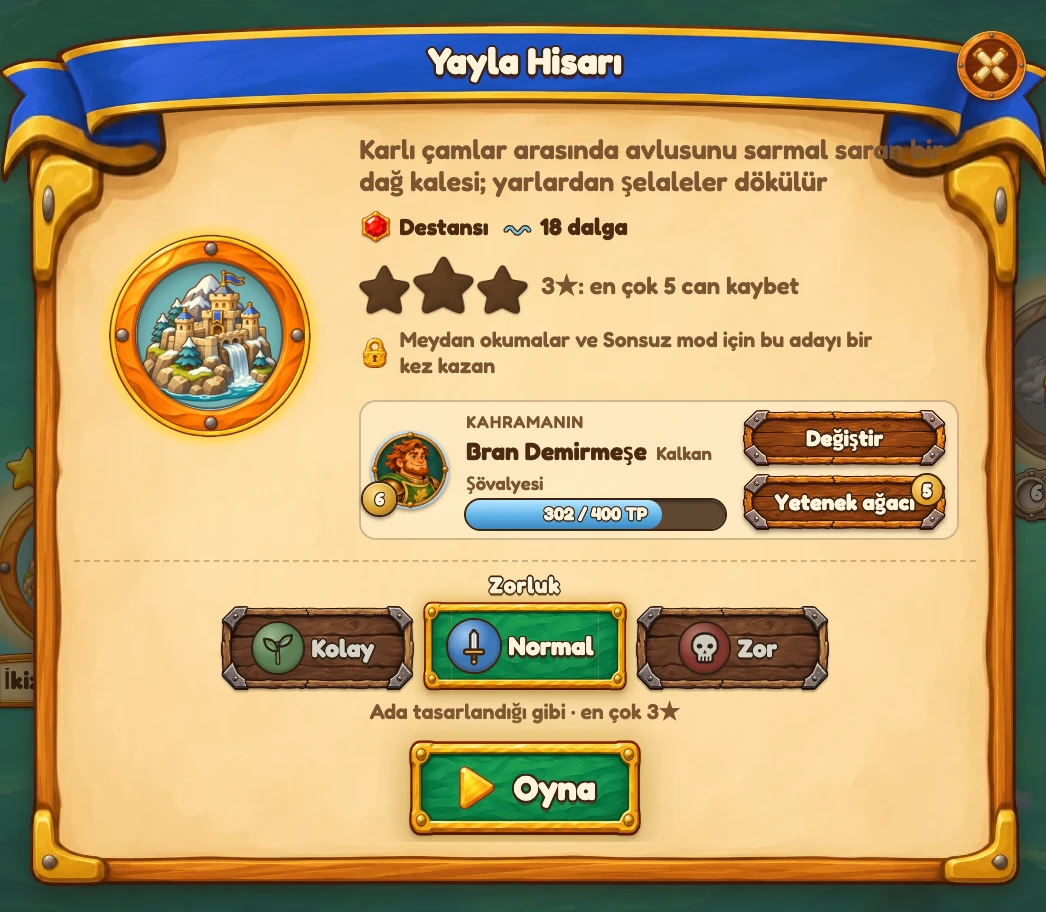 Yayla Hisarı
Karlı çamlar arasında avlusunu sarmal saran bir
dağ kalesi; yarlardan şelaleler dökülür
Destansı 18 dalga
3★: en çok 5 can kaybet
Meydan okumalar ve Sonsuz mod için bu adayı bir
kez kazan
KAHRAMANIN
Bran Demirmeşe Kalkan
Şövalyesi
6
302 / 400 TP
Değiştir
Yetenek ağacı 5
Zorluk
Kolay Normal Zor
Ada tasarlandığı gibi · en çok 3★
Oyna
6